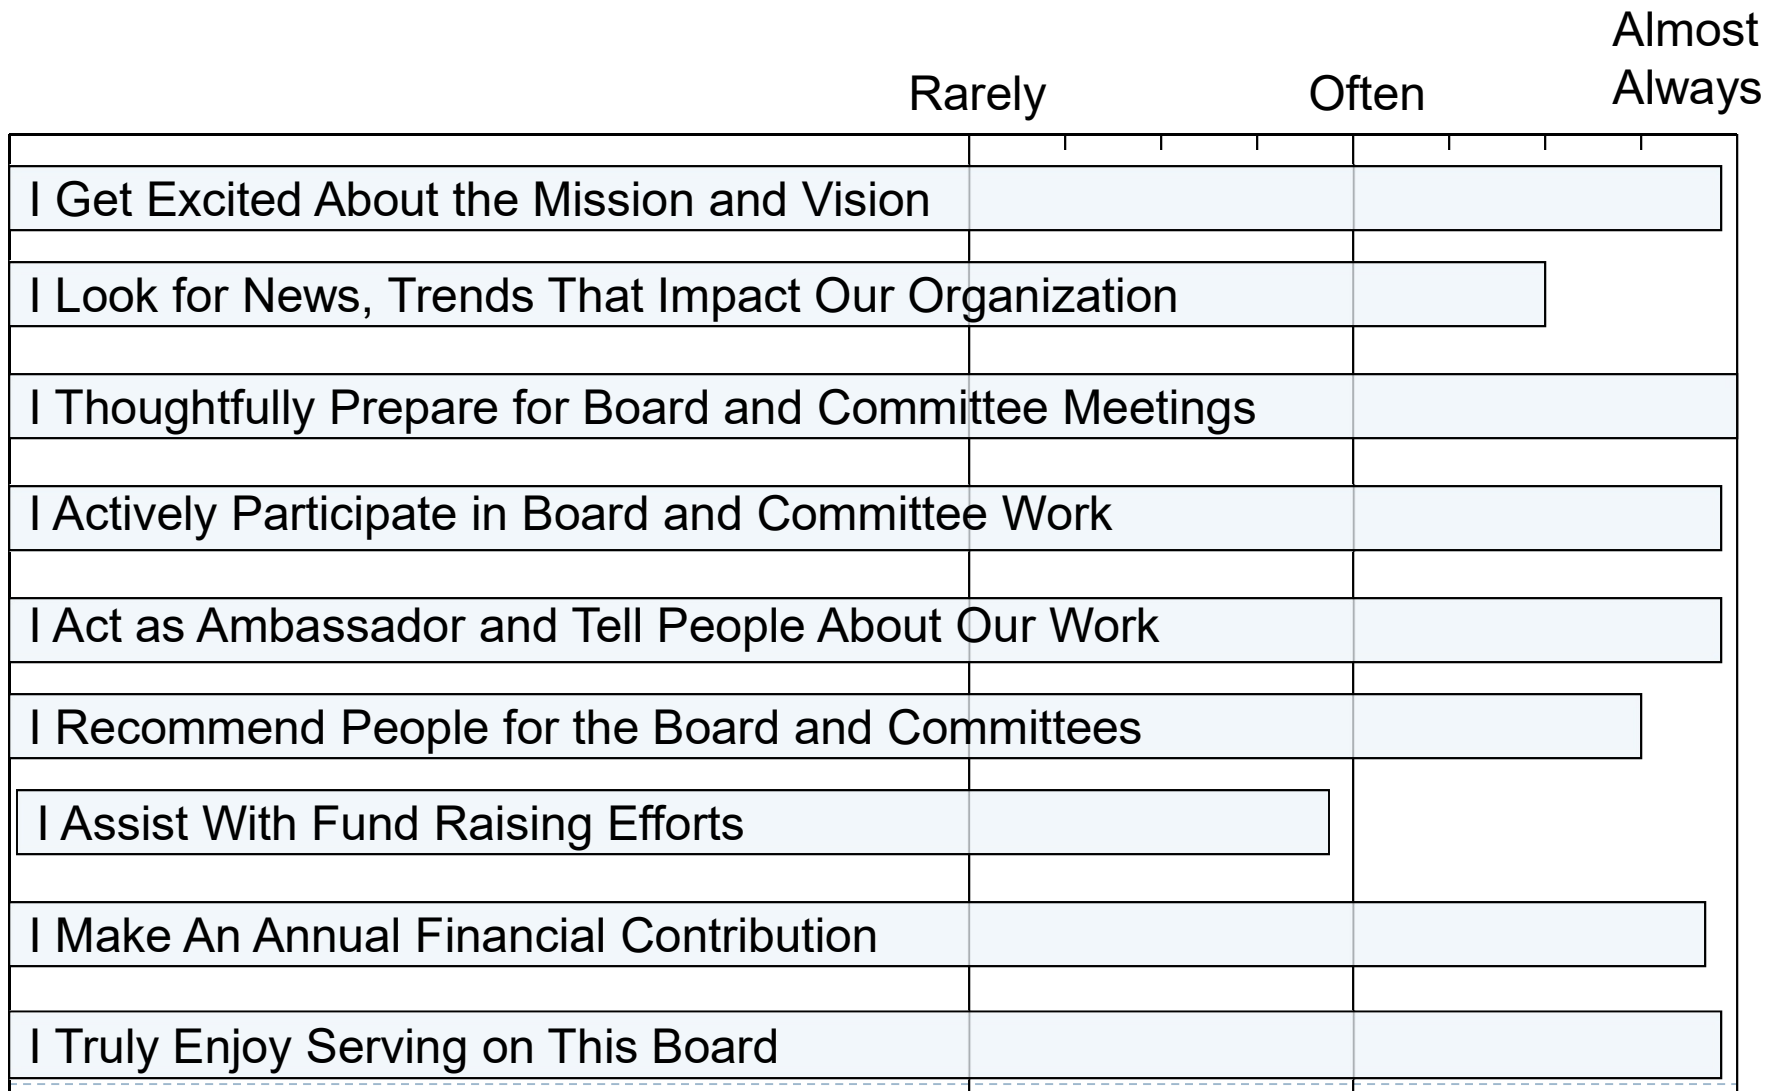 Almost
Always
Rarely
Often
I Get Excited About the Mission and Vision
I Look for News, Trends That Impact Our Organization
I Thoughtfully Prepare for Board and Committee Meetings
I Actively Participate in Board and Committee Work
I Act as Ambassador and Tell People About Our Work
I Recommend People for the Board and Committees
I Assist With Fund Raising Efforts
I Make An Annual Financial Contribution
I Truly Enjoy Serving on This Board